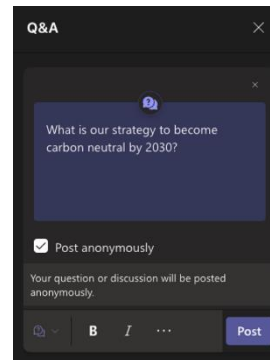 Q&A
What is our strategy to become
carbon neutral by 2030?
Post anonymously
Your question or discussion will be posted
anonymously.
B I ...
Post